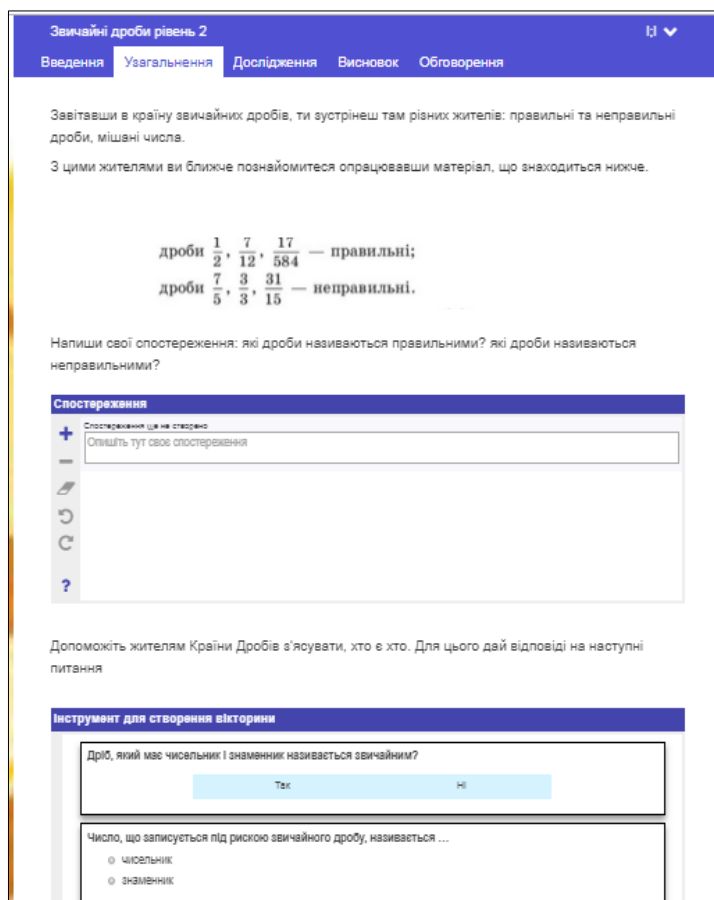 Звичайні дроби рівень 2
Введення Узагальнення Дослідження Висновок Обговорення
Завітавши в країну звичайних дробів, ти зустрінеш там різних жителів: правильні та неправильні
дроби, мішані числа.
З цими жителями ви ближче познайомитеся опрацювавши матеріал, що знаходиться нижче.
дроби 1/2, 7/12, 17/584 — правильні;
дроби 7/5, 3/3, 31/15 — неправильні.
Напиши свої спостереження: які дроби називаються правильними? які дроби називаються
неправильними?
Спостереження
Спостереження ще не створено
Опишіть тут своє спостереження
?
Допоможіть жителям Країни Дробів з'ясувати, хто є хто. Для цього дай відповіді на наступні
питання
Інструмент для створення вікторини
Дріб, який має чисельник і знаменник називається звичайним?
Так Ні
Число, що записується під рискою звичайного дробу, називається ...
чисельник
знаменник